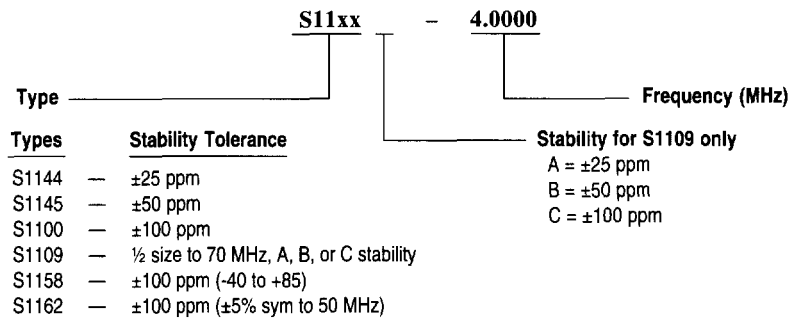 S11xx _ – 4.0000
Type
Frequency (MHz)
Types Stability Tolerance
S1144 — ±25 ppm
S1145 — ±50 ppm
S1100 — ±100 ppm
S1109 — ½ size to 70 MHz, A, B, or C stability
S1158 — ±100 ppm (-40 to +85)
S1162 — ±100 ppm (±5% sym to 50 MHz)
Stability for S1109 only
A = ±25 ppm
B = ±50 ppm
C = ±100 ppm